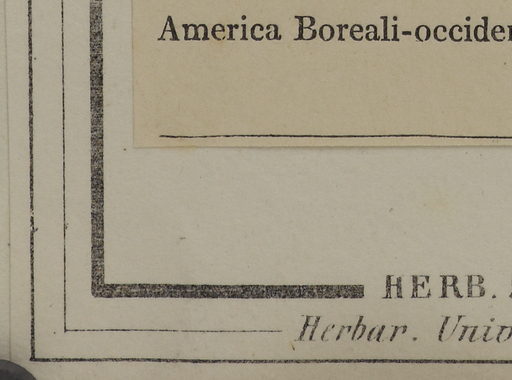 America Boreali-occiden
HERB.
Herbar. Univ